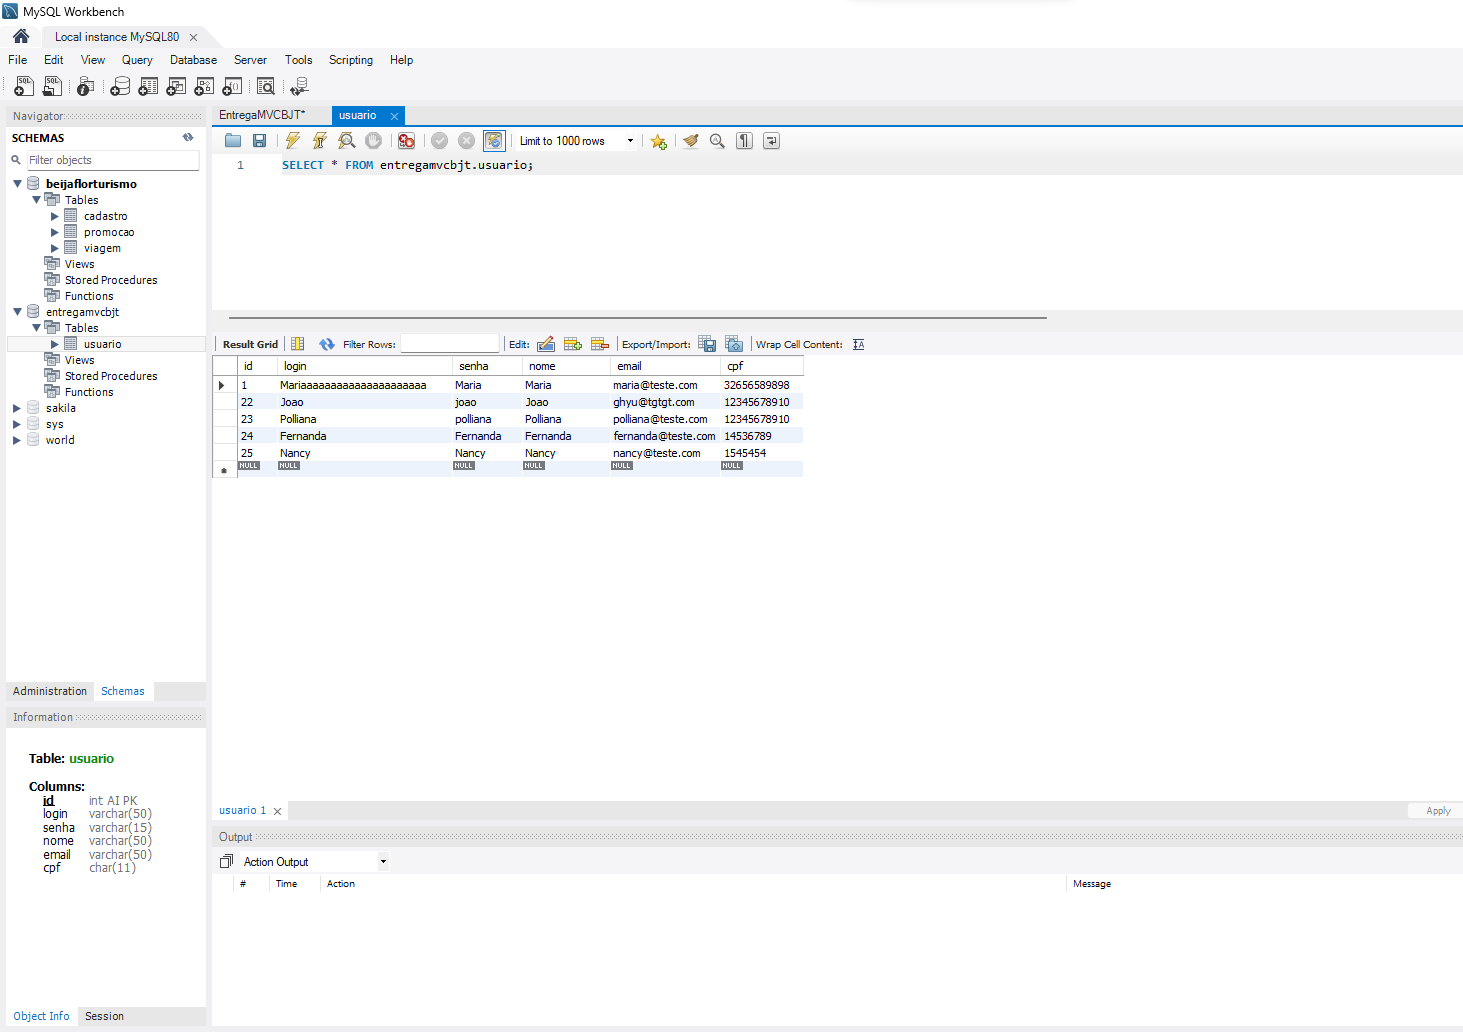 MySQL Workbench
Local instance MySQL80
File Edit View Query Database Server Tools Scripting Help
Navigator
SCHEMAS
Filter objects
beijaflorturismo
Tables
cadastro
promocao
viagem
Views
Stored Procedures
Functions
entregamvcbjt
Tables
usuario
Views
Stored Procedures
Functions
sakila
sys
world
Administration Schemas
Information
Table: usuario
Columns:
id int AI PK
login varchar(50)
senha varchar(15)
nome varchar(50)
email varchar(50)
cpf char(11)
Object Info Session
EntregaMVCBJT* usuario
Limit to 1000 rows
1 SELECT * FROM entregamvcbjt.usuario;
Result Grid Filter Rows: Edit: Export/Import: Wrap Cell Content:
id login senha nome email cpf
1 Mariaaaaaaaaaaaaaaaaaaaaaa Maria Maria maria@teste.com 32656589898
22 Joao joao Joao ghyu@tgtgt.com 12345678910
23 Polliana polliana Polliana polliana@teste.com 12345678910
24 Fernanda Fernanda Fernanda fernanda@teste.com 14536789
25 Nancy Nancy Nancy nancy@teste.com 1545454
NULL NULL NULL NULL NULL NULL
usuario 1 Apply
Output
Action Output
# Time Action Message